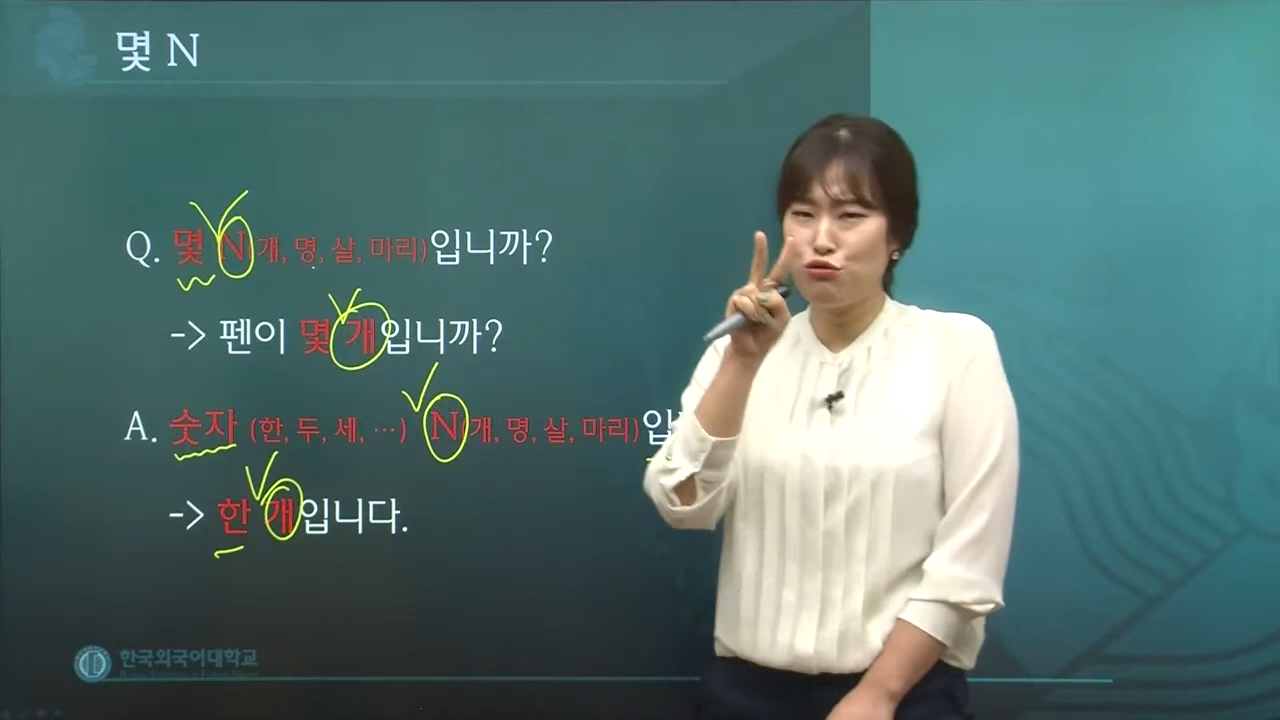 몇 N
Q. 몇 N(개, 명, 살, 마리)입니까?
-> 펜이 몇 개입니까?
A. 숫자 (한, 두, 세, …) N(개, 명, 살, 마리)입
-> 한 개입니다.
한국외국어대학교